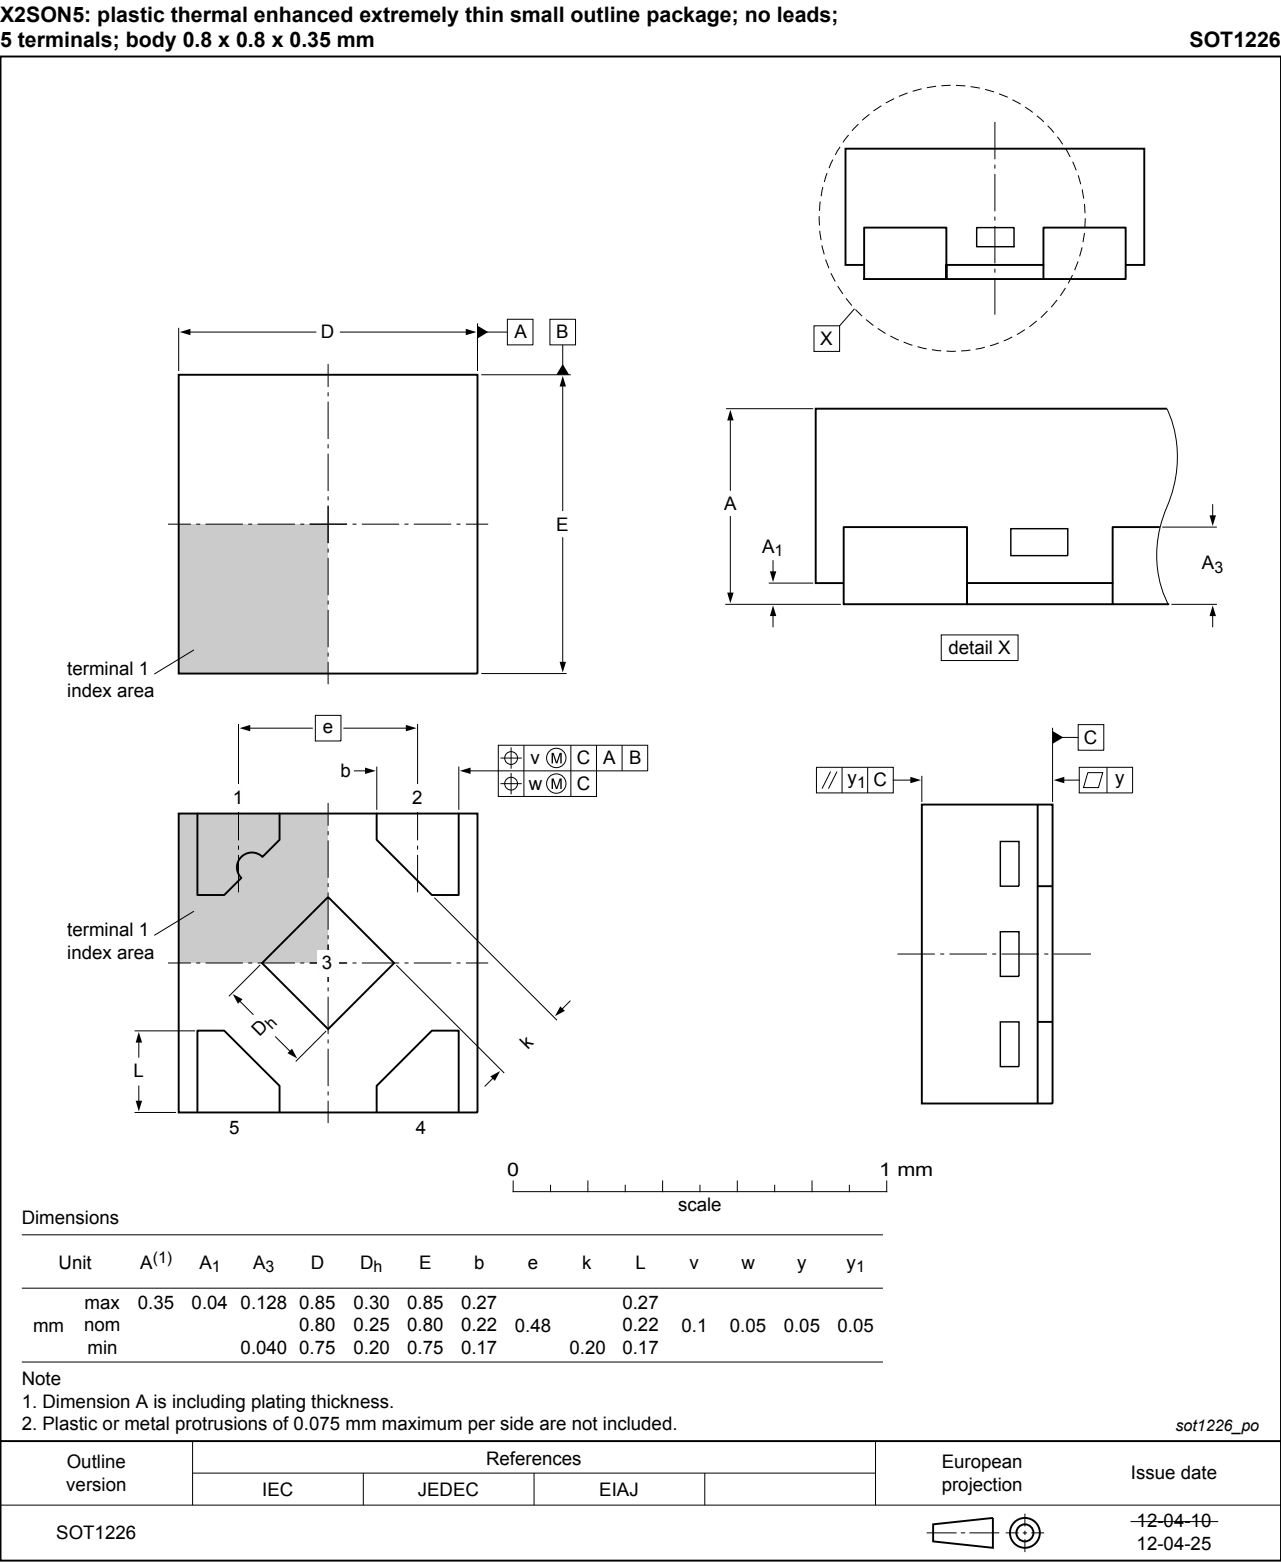 X2SON5: plastic thermal enhanced extremely thin small outline package; no leads;
5 terminals; body 0.8 x 0.8 x 0.35 mm SOT1226
X
D A B
E
terminal 1
index area
A
A1
A3
detail X
e
b
v Ⓜ C A B
w Ⓜ C
1 2
terminal 1
index area
3
Dh
k
L
5 4
C
// y1 C
y
0 1 mm
scale
Dimensions
Unit A(1) A1 A3 D Dh E b e k L v w y y1
max 0.35 0.04 0.128 0.85 0.30 0.85 0.27 0.27
mm nom 0.80 0.25 0.80 0.22 0.48 0.22 0.1 0.05 0.05 0.05
min 0.040 0.75 0.20 0.75 0.17 0.20 0.17
Note
1. Dimension A is including plating thickness.
2. Plastic or metal protrusions of 0.075 mm maximum per side are not included.
sot1226_po
Outline
version
References
IEC JEDEC EIAJ
European
projection
Issue date
SOT1226
12-04-10
12-04-25